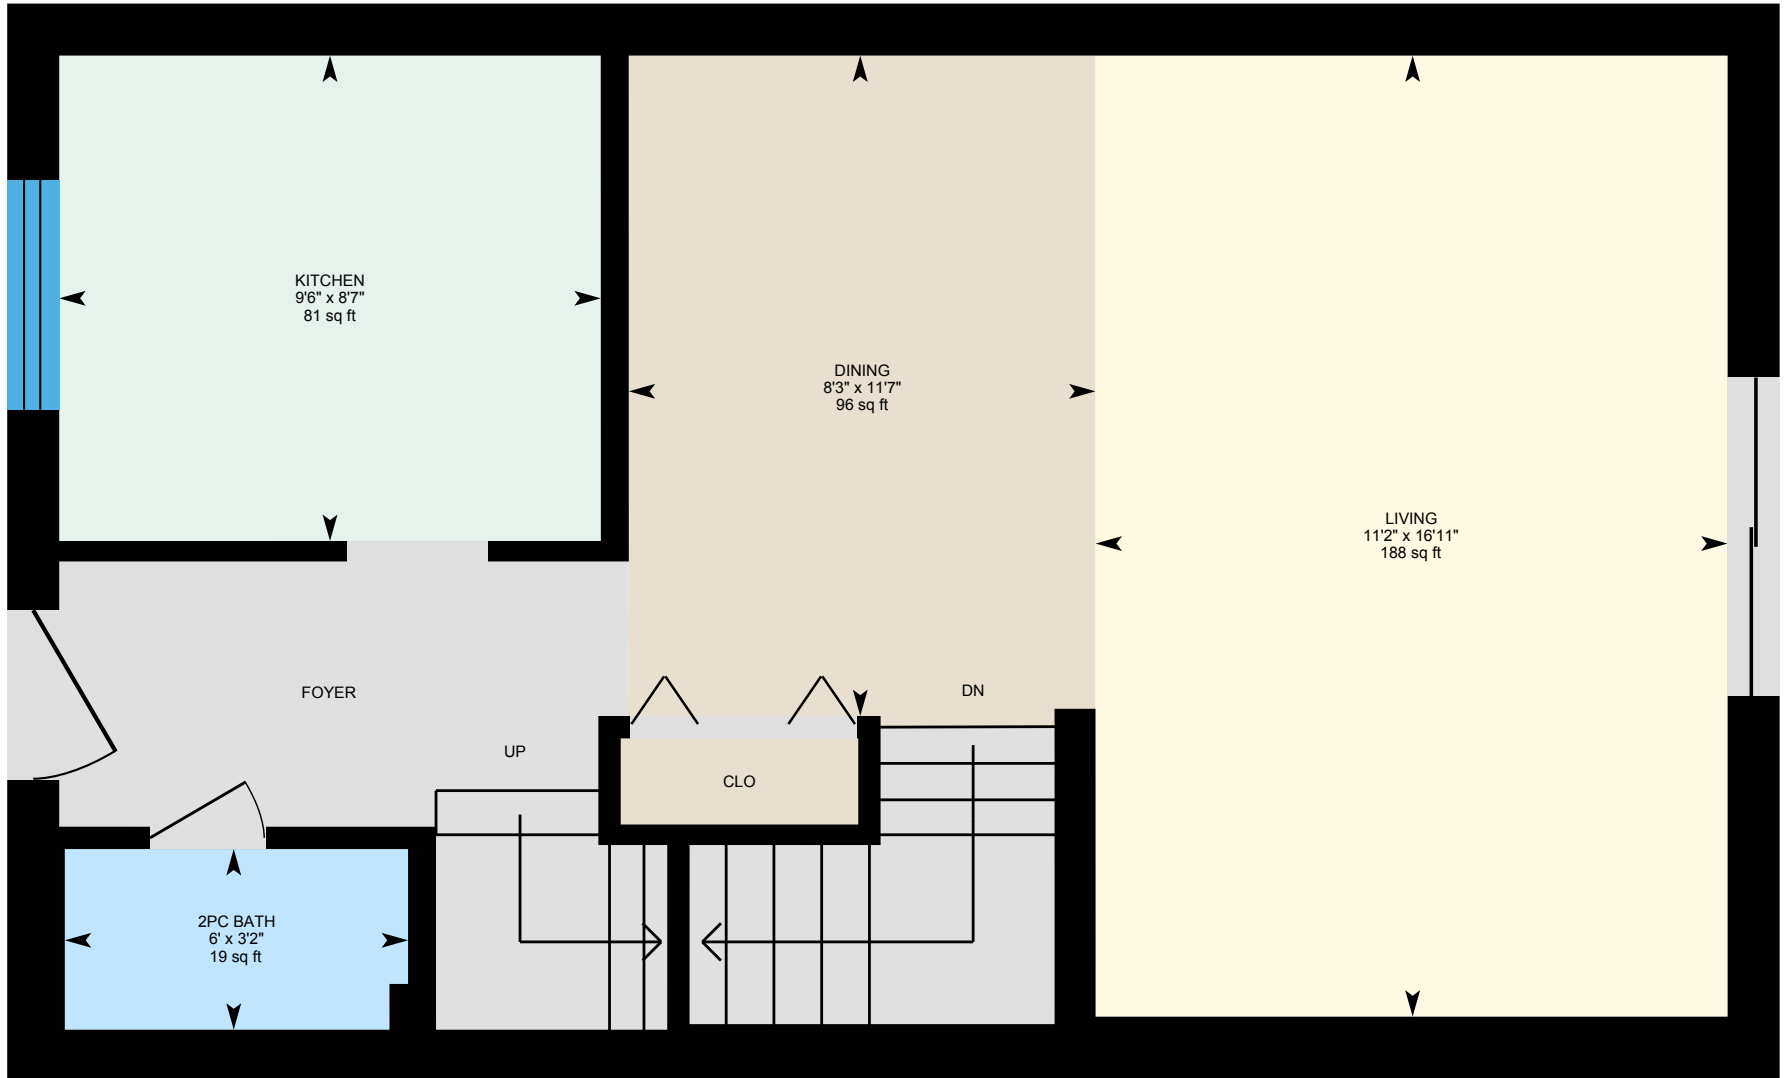 KITCHEN
9'6" x 8'7"
81 sq ft
DINING
8'3" x 11'7"
96 sq ft
LIVING
11'2" x 16'11"
188 sq ft
FOYER
DN
UP
CLO
2PC BATH
6' x 3'2"
19 sq ft